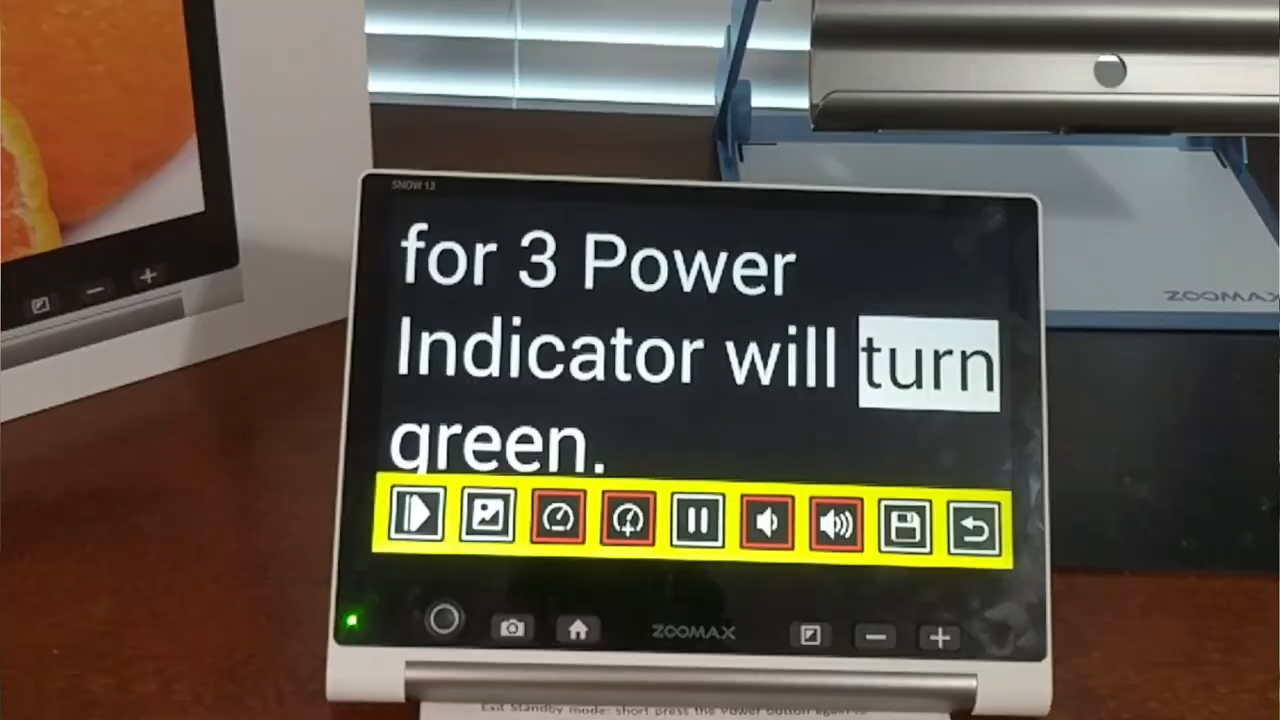 SNOW 12
for 3 Power
Indicator will turn
green.
ZOOMAX
ZOOMAX
Exit Standby mode: short press the Power button again to